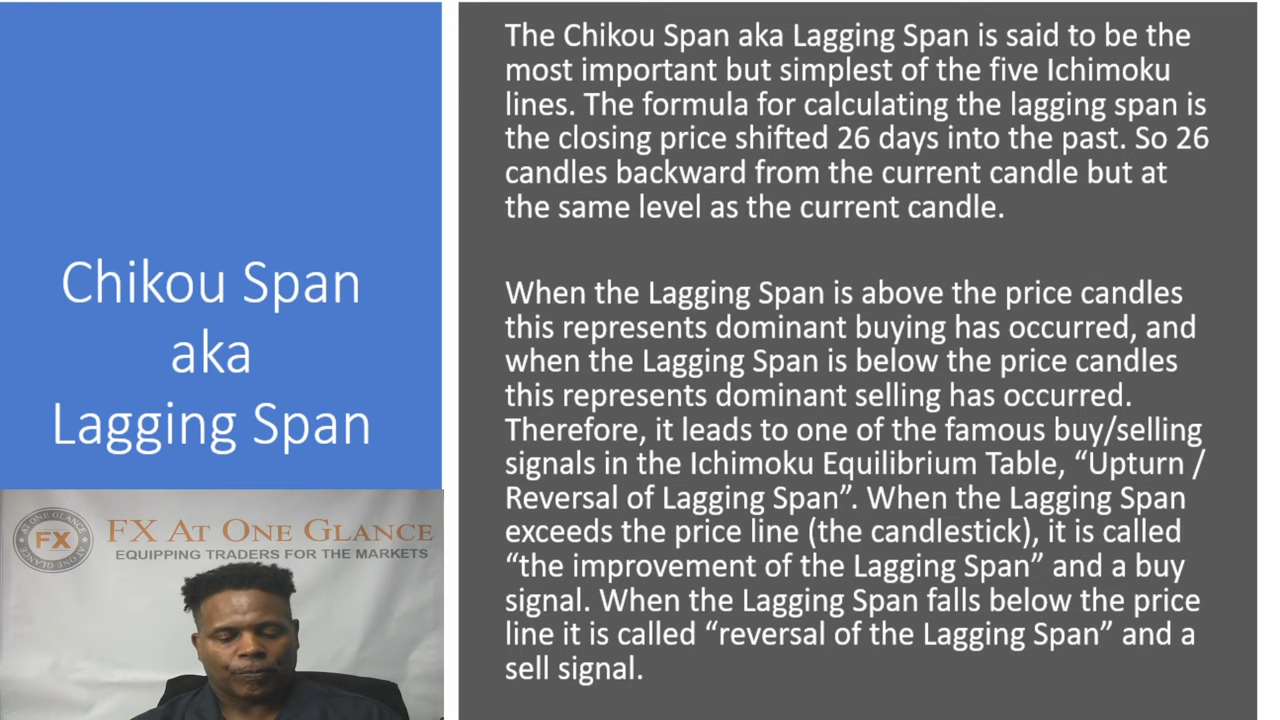 Chikou Span
aka
Lagging Span
The Chikou Span aka Lagging Span is said to be the
most important but simplest of the five Ichimoku
lines. The formula for calculating the lagging span is
the closing price shifted 26 days into the past. So 26
candles backward from the current candle but at
the same level as the current candle.
When the Lagging Span is above the price candles
this represents dominant buying has occurred, and
when the Lagging Span is below the price candles
this represents dominant selling has occurred.
Therefore, it leads to one of the famous buy/selling
signals in the Ichimoku Equilibrium Table, “Upturn /
Reversal of Lagging Span”. When the Lagging Span
exceeds the price line (the candlestick), it is called
“the improvement of the Lagging Span” and a buy
signal. When the Lagging Span falls below the price
line it is called “reversal of the Lagging Span” and a
sell signal.
AT ONE GLANCE
FX
AT ONE GLANCE
FX AT ONE GLANCE
EQUIPPING TRADERS FOR THE MARKETS